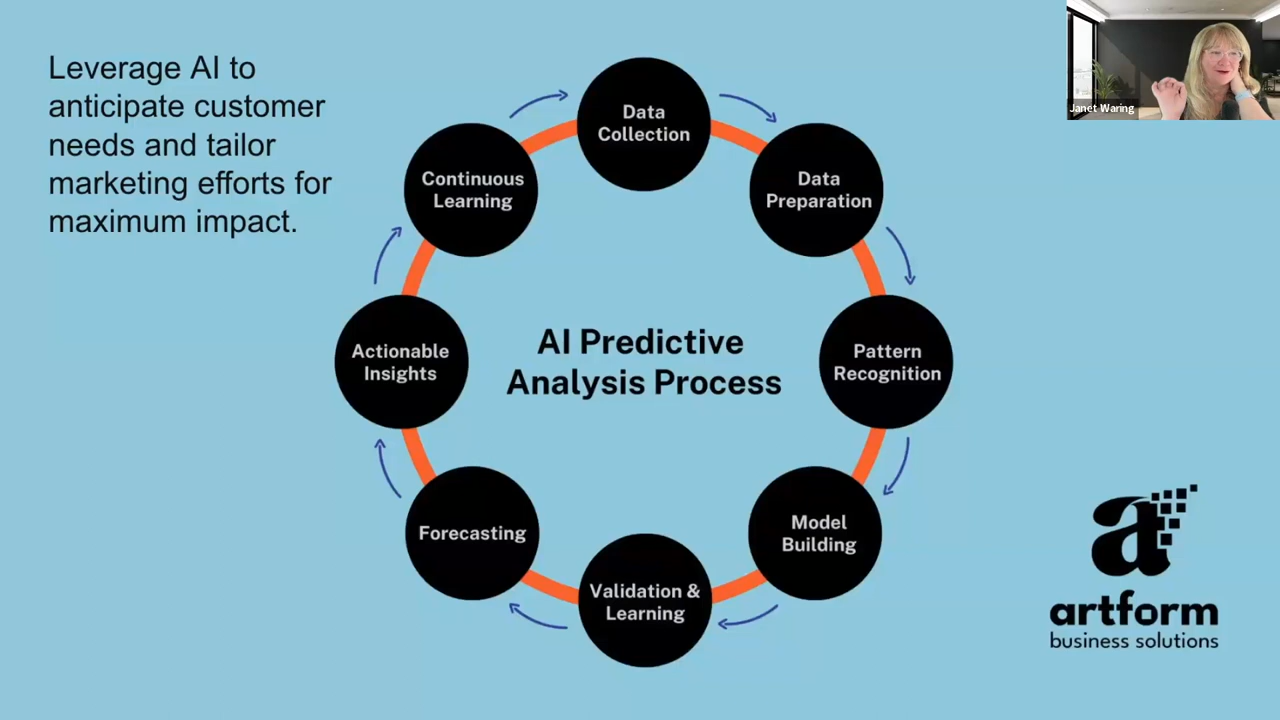 Leverage AI to
anticipate customer
needs and tailor
marketing efforts for
maximum impact.
Janet Waring
Data
Collection
Data
Preparation
Pattern
Recognition
Model
Building
Validation &
Learning
Forecasting
Actionable
Insights
Continuous
Learning
AI Predictive
Analysis Process
a
artform
business solutions